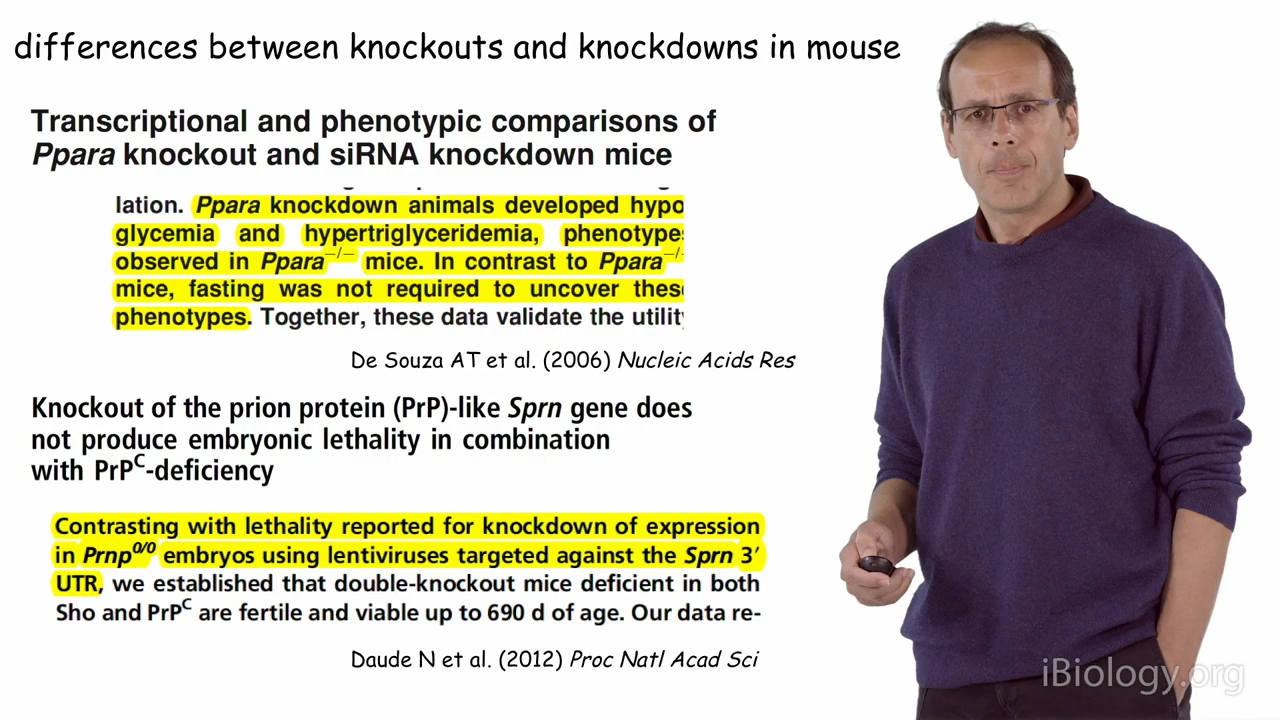 differences between knockouts and knockdowns in mouse
Transcriptional and phenotypic comparisons of
Ppara knockout and siRNA knockdown mice
lation. Ppara knockdown animals developed hypo
glycemia and hypertriglyceridemia, phenotypes
observed in Ppara−/− mice. In contrast to Ppara−/−
mice, fasting was not required to uncover these
phenotypes. Together, these data validate the utility
De Souza AT et al. (2006) Nucleic Acids Res
Knockout of the prion protein (PrP)-like Sprn gene does
not produce embryonic lethality in combination
with PrPC-deficiency
Contrasting with lethality reported for knockdown of expression
in Prnp0/0 embryos using lentiviruses targeted against the Sprn 3′
UTR, we established that double-knockout mice deficient in both
Sho and PrPC are fertile and viable up to 690 d of age. Our data re-
Daude N et al. (2012) Proc Natl Acad Sci
iBiology.org